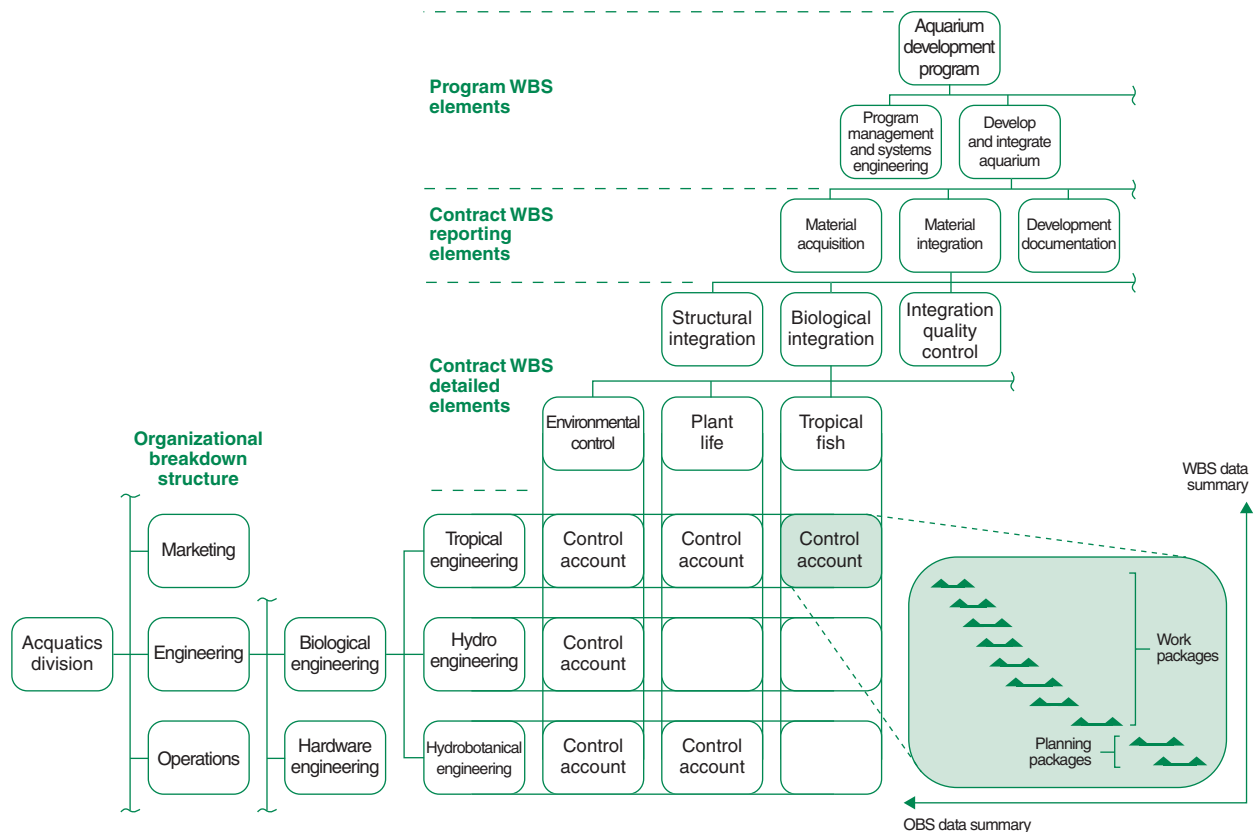 Aquarium
development
program
Program WBS
elements
Program
management
and systems
engineering
Develop
and integrate
aquarium
Contract WBS
reporting
elements
Material
acquisition
Material
integration
Development
documentation
Structural
integration
Biological
integration
Integration
quality
control
Contract WBS
detailed
elements
Environmental
control
Plant
life
Tropical
fish
Organizational
breakdown
structure
WBS data
summary
Marketing
Tropical
engineering
Control
account
Control
account
Control
account
Acquatics
division
Engineering
Biological
engineering
Hydro
engineering
Control
account
Work
packages
Operations
Hardware
engineering
Hydrobotanical
engineering
Control
account
Control
account
Planning
packages
OBS data summary